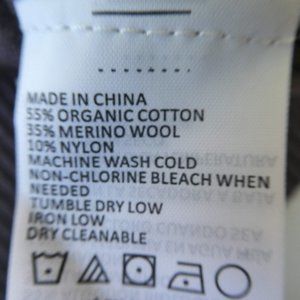 MADE IN CHINA
55% ORGANIC COTTON
35% MERINO WOOL
10% NYLON
MACHINE WASH COLD
NON-CHLORINE BLEACH WHEN
NEEDED
TUMBLE DRY LOW
IRON LOW
DRY CLEANABLE